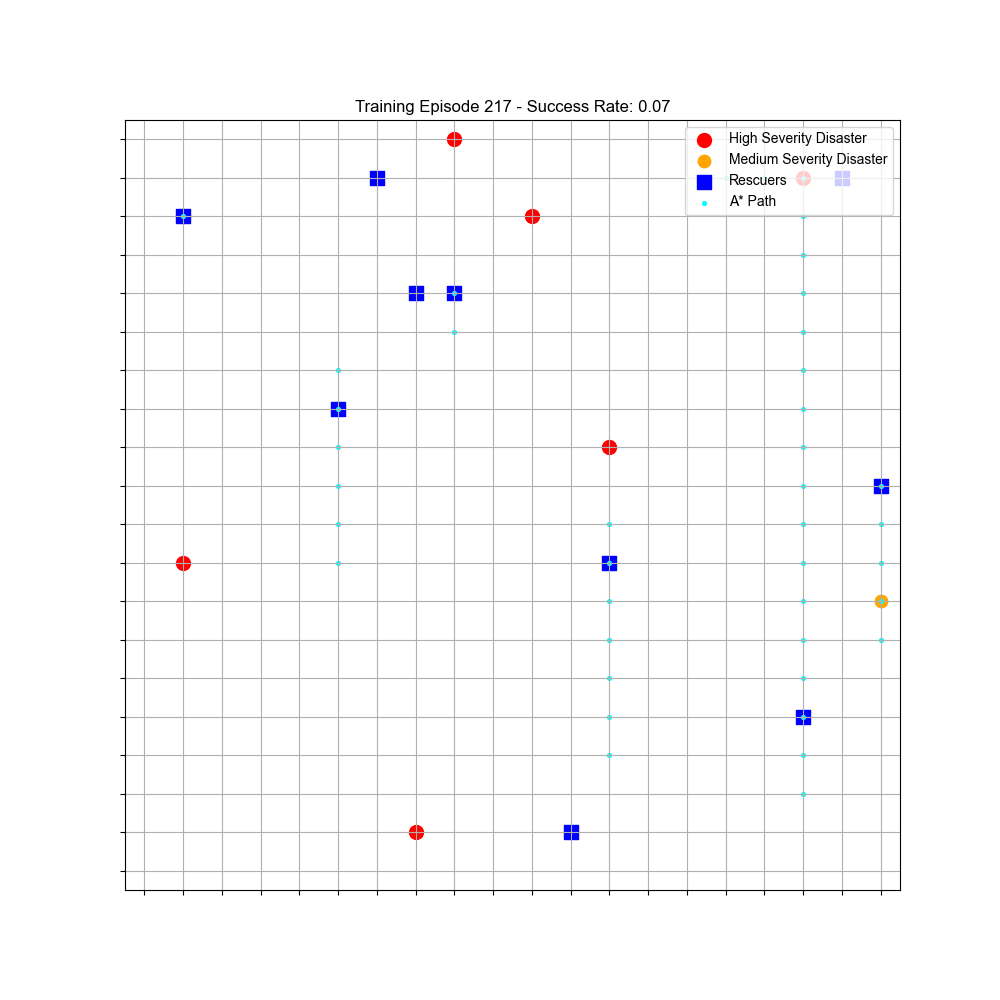 Training Episode 217 - Success Rate: 0.07
High Severity Disaster
Medium Severity Disaster
Rescuers
A* Path